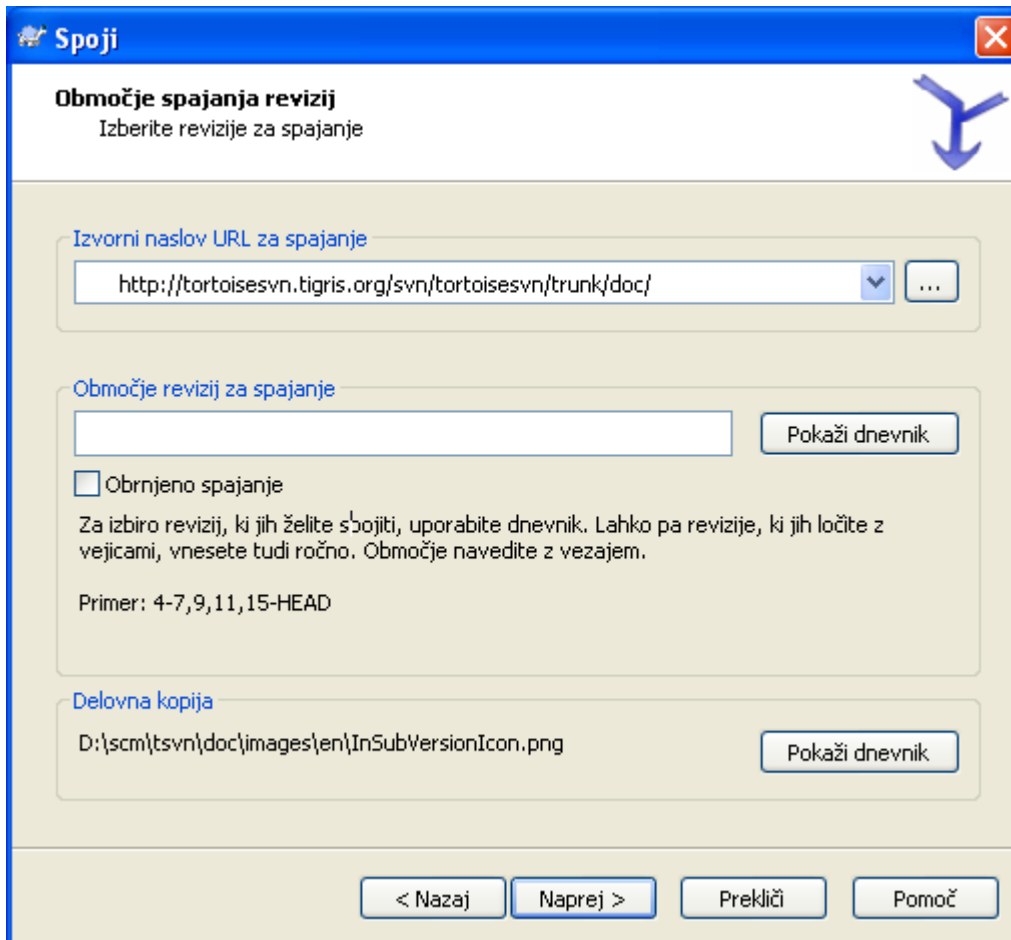 Spoji
Območje spajanja revizij
Izberite revizije za spajanje
Izvorni naslov URL za spajanje
http://tortoisesvn.tigris.org/svn/tortoisesvn/trunk/doc/
...
Območje revizij za spajanje
Pokaži dnevnik
Obrnjeno spajanje
Za izbiro revizij, ki jih želite spojiti, uporabite dnevnik. Lahko pa revizije, ki jih ločite z
vejicami, vnesete tudi ročno. Območje navedite z vezajem.
Primer: 4-7,9,11,15-HEAD
Delovna kopija
D:\scm\tsvn\doc\images\en\InSubVersionIcon.png
Pokaži dnevnik
< Nazaj
Naprej >
Prekliči
Pomoč